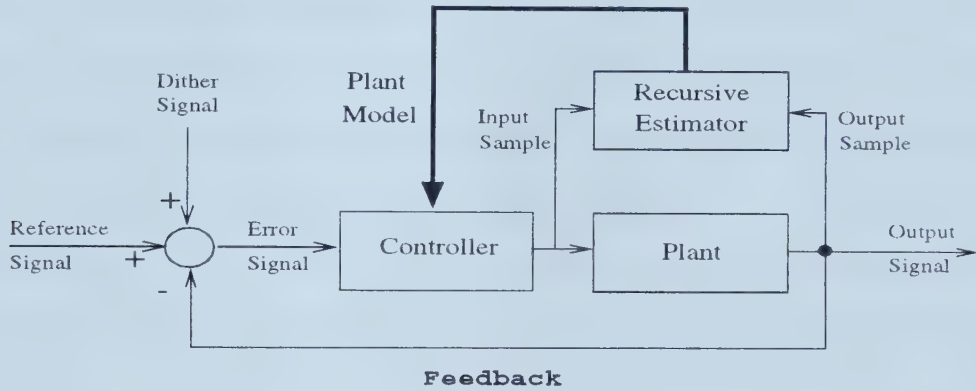 Dither
Signal
Plant
Model
Input
Sample
Recursive
Estimator
Output
Sample
+
Reference
Signal
+
-
Error
Signal
Controller
Plant
Output
Signal
Feedback